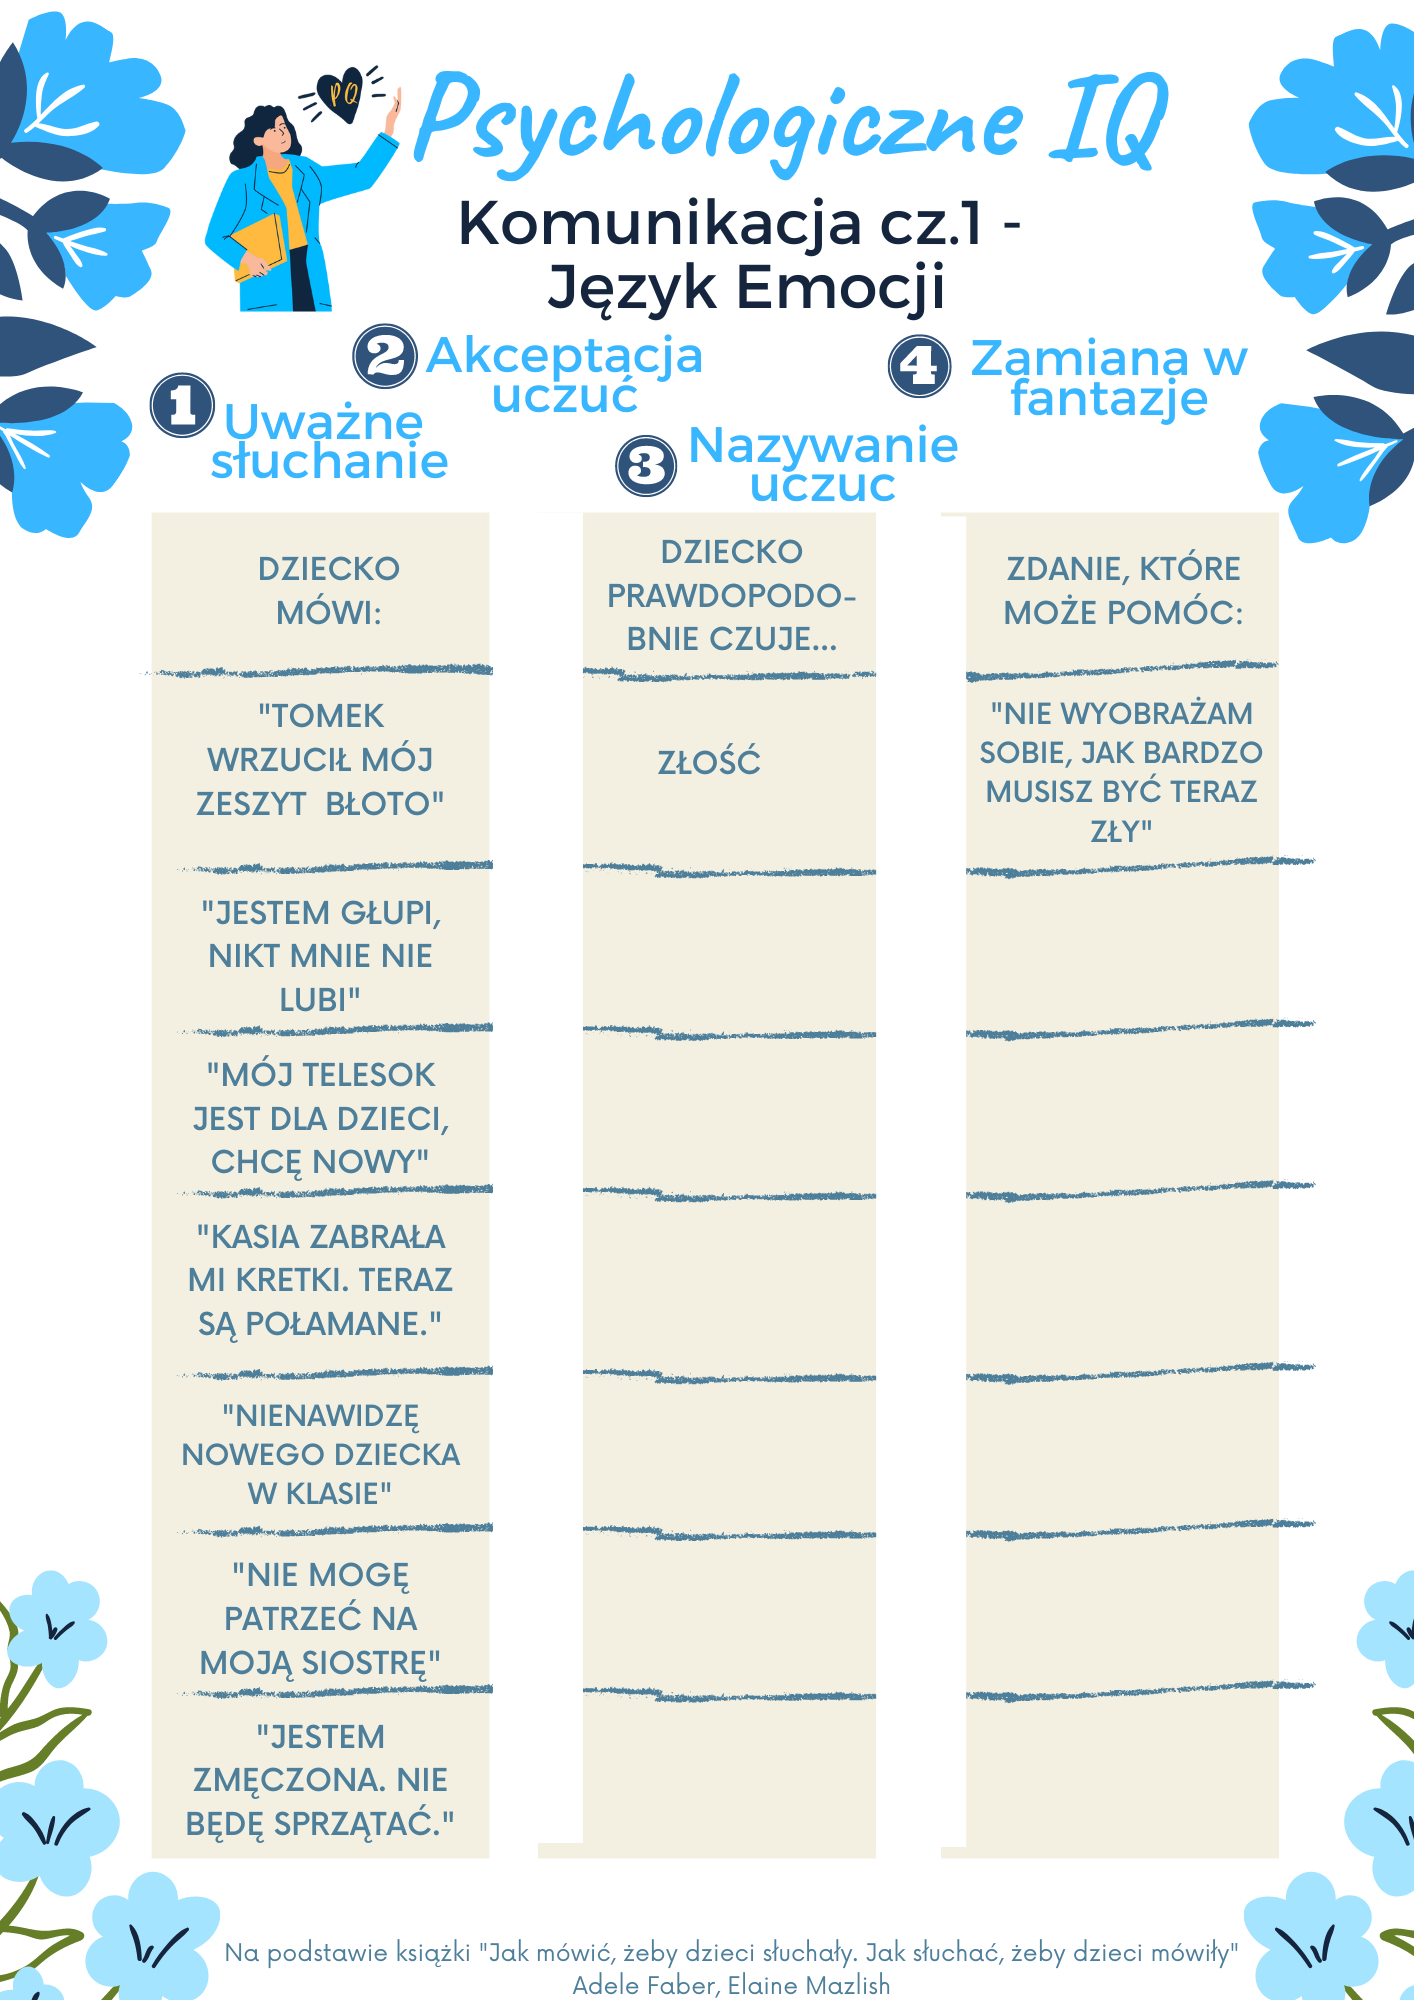 PQ
Psychologiczne IQ
Komunikacja cz.1 -
Język Emocji
1
Uważne
słuchanie
2
Akceptacja
uczuć
3
Nazywanie
uczuc
4
Zamiana w
fantazje
DZIECKO
MÓWI:
DZIECKO
PRAWDOPODO-
BNIE CZUJE...
ZDANIE, KTÓRE
MOŻE POMÓC:
"TOMEK
WRZUCIŁ MÓJ
ZESZYT  BŁOTO"
ZŁOŚĆ
"NIE WYOBRAŻAM
SOBIE, JAK BARDZO
MUSISZ BYĆ TERAZ
ZŁY"
"JESTEM GŁUPI,
NIKT MNIE NIE
LUBI"
"MÓJ TELESOK
JEST DLA DZIECI,
CHCĘ NOWY"
"KASIA ZABRAŁA
MI KRETKI. TERAZ
SĄ POŁAMANE."
"NIENAWIDZĘ
NOWEGO DZIECKA
W KLASIE"
"NIE MOGĘ
PATRZEĆ NA
MOJĄ SIOSTRĘ"
"JESTEM
ZMĘCZONA. NIE
BĘDĘ SPRZĄTAĆ."
Na podstawie książki "Jak mówić, żeby dzieci słuchały. Jak słuchać, żeby dzieci mówiły"
Adele Faber, Elaine Mazlish